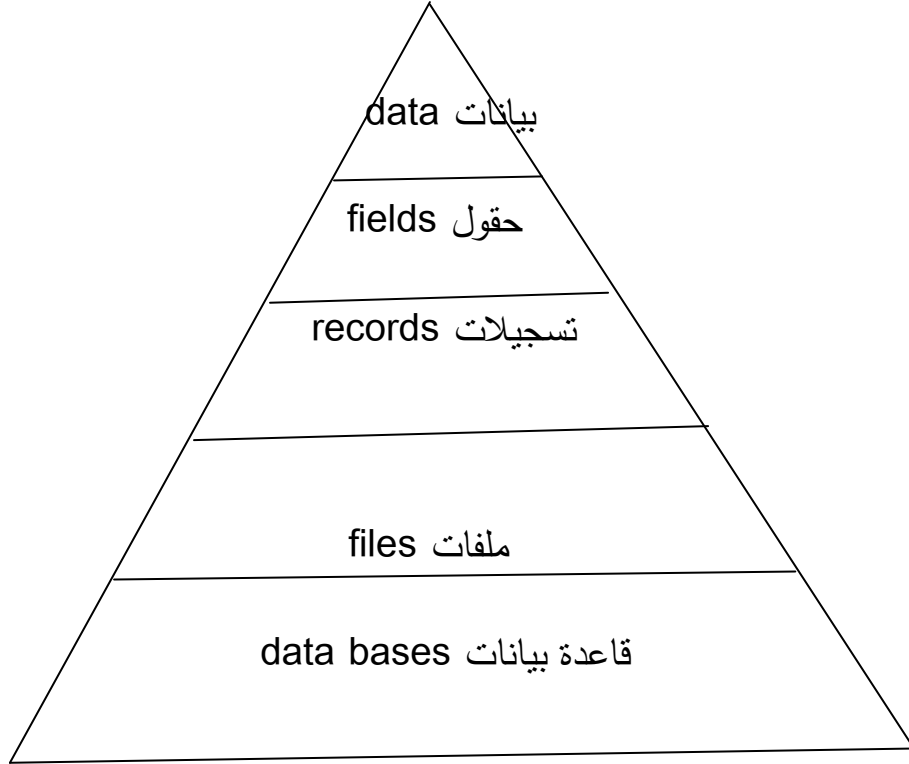 بيانات data
حقول fields
تسجيلات records
ملفات files
قاعدة بيانات data bases